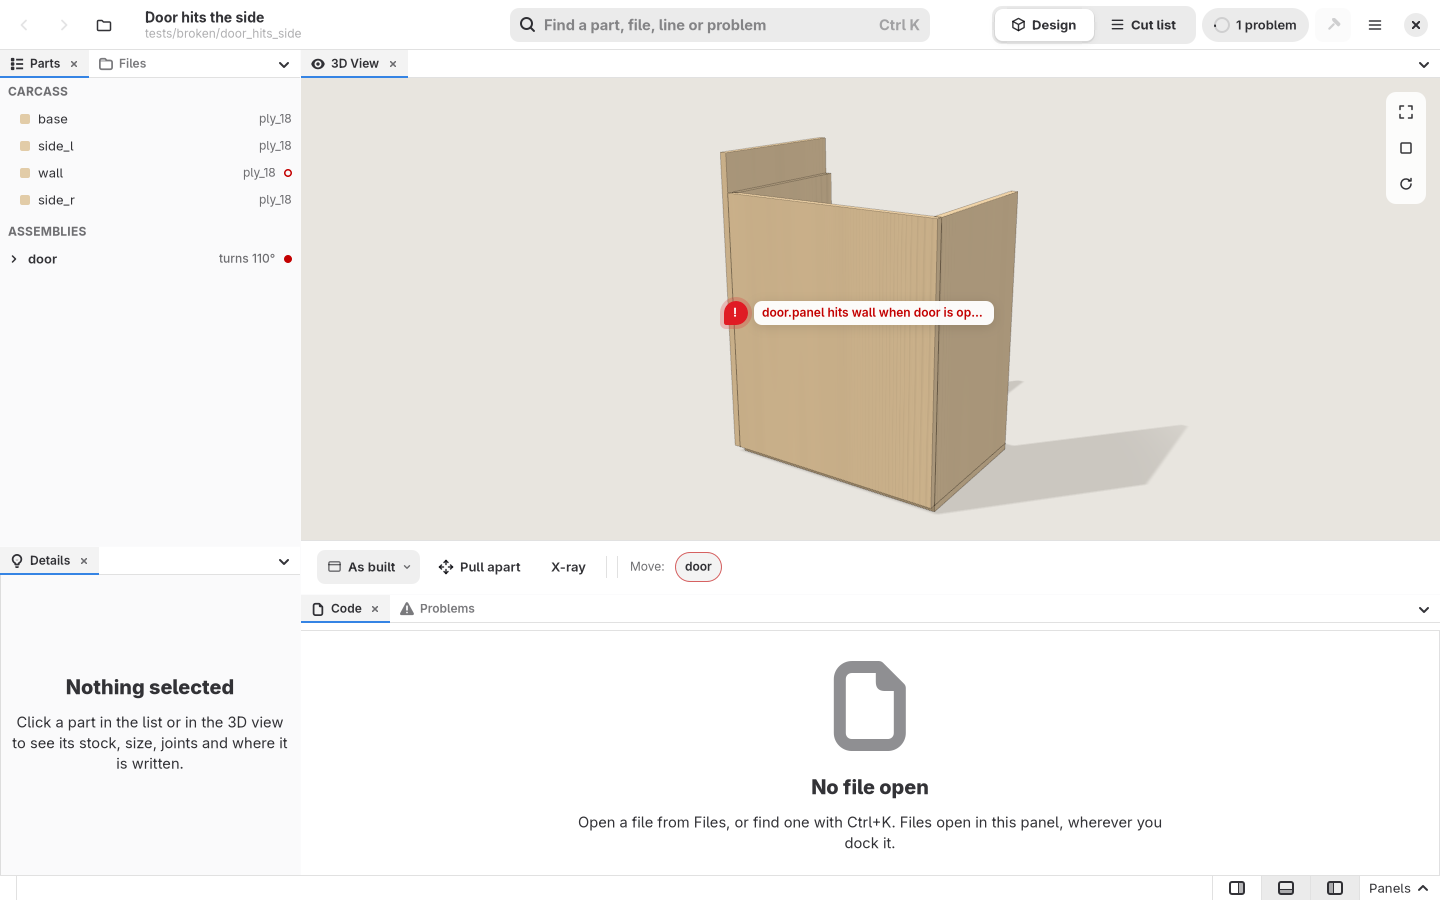 Door hits the side
tests/broken/door_hits_side
Find a part, file, line or problem
Ctrl K
Design
Cut list
1 problem
Parts
Files
3D View
CARCASS
base ply_18
side_l ply_18
wall ply_18
side_r ply_18
ASSEMBLIES
door turns 110°
!
door.panel hits wall when door is op...
Details
Nothing selected
Click a part in the list or in the 3D view
to see its stock, size, joints and where it
is written.
As built
Pull apart
X-ray
Move:
door
Code
Problems
No file open
Open a file from Files, or find one with Ctrl+K. Files open in this panel, wherever you
dock it.
Panels